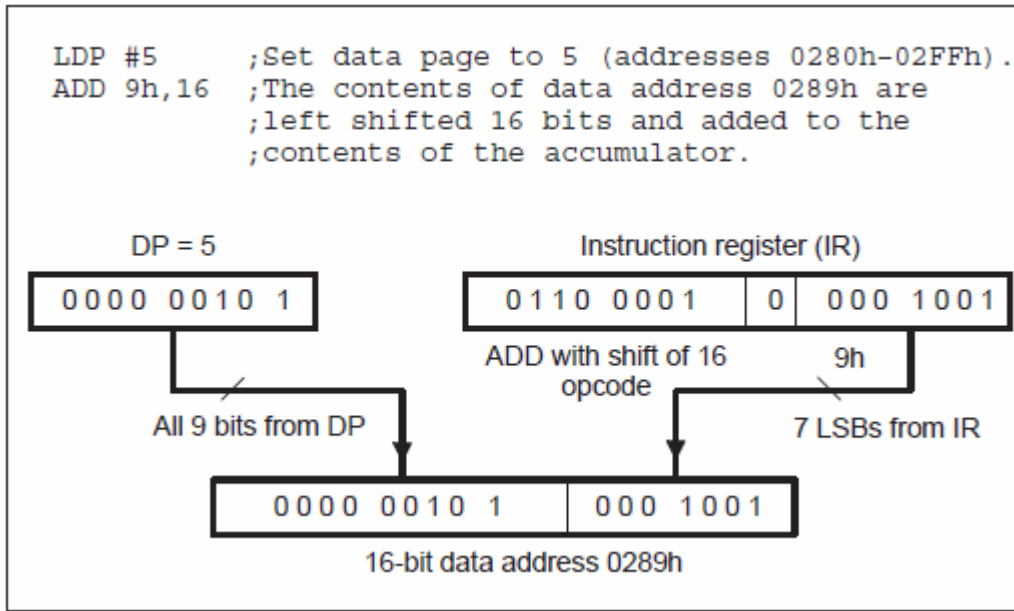 LDP #5 ;Set data page to 5 (addresses 0280h-02FFh).
ADD 9h,16 ;The contents of data address 0289h are
;left shifted 16 bits and added to the
;contents of the accumulator.
DP = 5
Instruction register (IR)
0000 0010 1
0110 0001 0 000 1001
ADD with shift of 16
opcode
9h
All 9 bits from DP
7 LSBs from IR
0000 0010 1 000 1001
16-bit data address 0289h